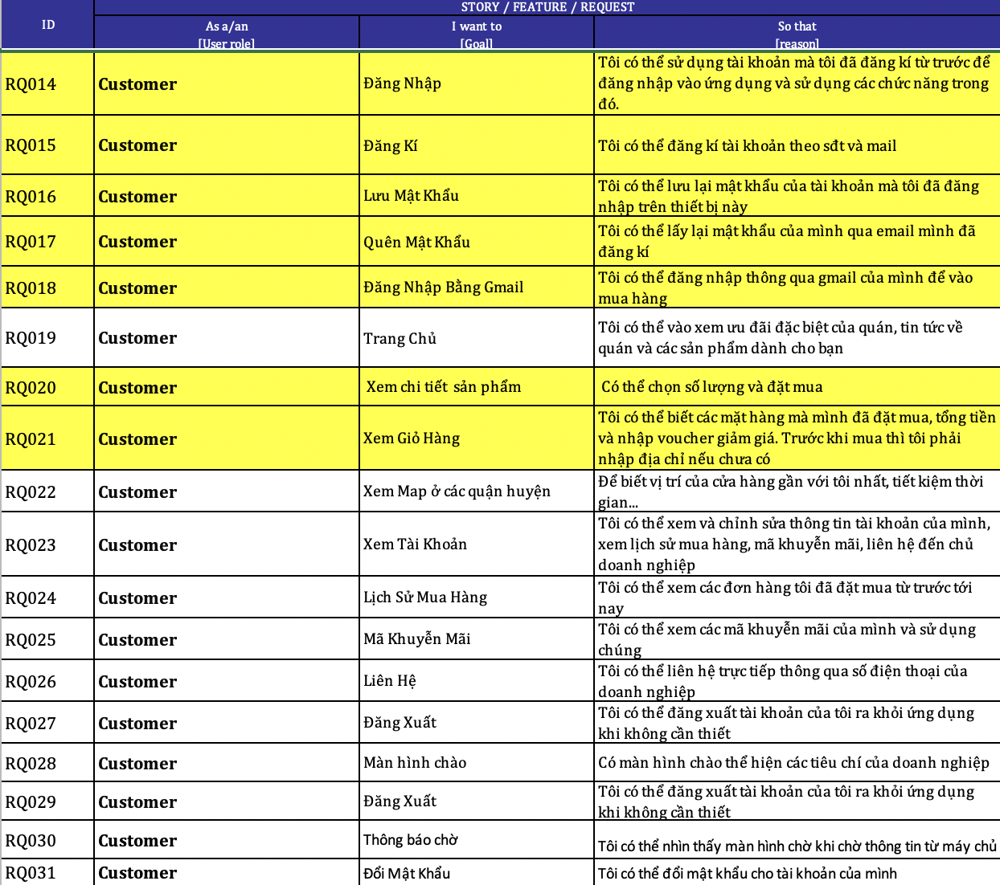 STORY / FEATURE / REQUEST
ID
As a/an
I want to
So that
[User role]
[Goal]
[reason]
RQ014
Customer
Đăng Nhập
Tôi có thể sử dụng tài khoản mà tôi đã đăng kí từ trước để
đăng nhập vào ứng dụng và sử dụng các chức năng trong
đó.
RQ015
Customer
Đăng Kí
Tôi có thể đăng kí tài khoản theo sđt và mail
RQ016
Customer
Lưu Mật Khẩu
Tôi có thể lưu lại mật khẩu của tài khoản mà tôi đã đăng
nhập trên thiết bị này
RQ017
Customer
Quên Mật Khẩu
Tôi có thể lấy lại mật khẩu của mình qua email mình đã
đăng kí
RQ018
Customer
Đăng Nhập Bằng Gmail
Tôi có thể đăng nhập thông qua gmail của mình để vào
mua hàng
RQ019
Customer
Trang Chủ
Tôi có thể vào xem ưu đãi đặc biệt của quán, tin tức về
quán và các sản phẩm dành cho bạn
RQ020
Customer
Xem chi tiết sản phẩm
Có thể chọn số lượng và đặt mua
RQ021
Customer
Xem Giỏ Hàng
Tôi có thể biết các mặt hàng mà mình đã đặt mua, tổng tiền
và nhập voucher giảm giá. Trước khi mua thì tôi phải
nhập địa chỉ nếu chưa có
RQ022
Customer
Xem Map ở các quận huyện
Để biết vị trí của cửa hàng gần với tôi nhất, tiết kiệm thời
gian...
RQ023
Customer
Xem Tài Khoản
Tôi có thể xem và chỉnh sửa thông tin tài khoản của mình,
xem lịch sử mua hàng, mã khuyễn mãi, liên hệ đến chủ
doanh nghiệp
RQ024
Customer
Lịch Sử Mua Hàng
Tôi có thể xem các đơn hàng tôi đã đặt mua từ trước tới
nay
RQ025
Customer
Mã Khuyễn Mãi
Tôi có thể xem các mã khuyễn mãi của mình và sử dụng
chúng
RQ026
Customer
Liên Hệ
Tôi có thể liên hệ trực tiếp thông qua số điện thoại của
doanh nghiệp
RQ027
Customer
Đăng Xuất
Tôi có thể đăng xuất tài khoản của tôi ra khỏi ứng dụng
khi không cần thiết
RQ028
Customer
Màn hình chào
Có màn hình chào thể hiện các tiêu chí của doanh nghiệp
RQ029
Customer
Đăng Xuất
Tôi có thể đăng xuất tài khoản của tôi ra khỏi ứng dụng
khi không cần thiết
RQ030
Customer
Thông báo chờ
Tôi có thể nhìn thấy màn hình chờ khi chờ thông tin từ máy chủ
RQ031
Customer
Đổi Mật Khẩu
Tôi có thể đổi mật khẩu cho tài khoản của mình